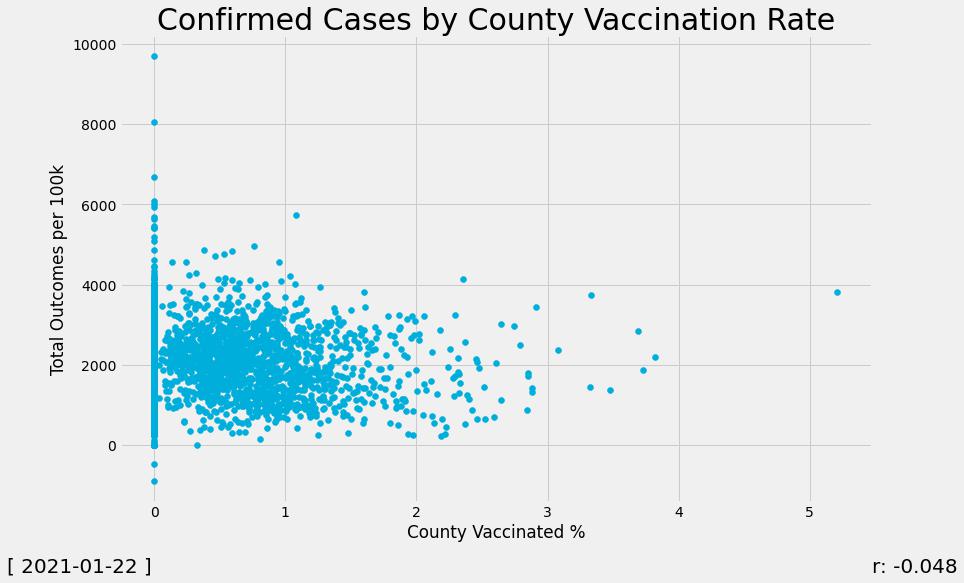 Confirmed Cases by County Vaccination Rate
10000
8000
6000
4000
2000
0
Total Outcomes per 100k
0 1 2 3 4 5
County Vaccinated %
[ 2021-01-22 ] r: -0.048